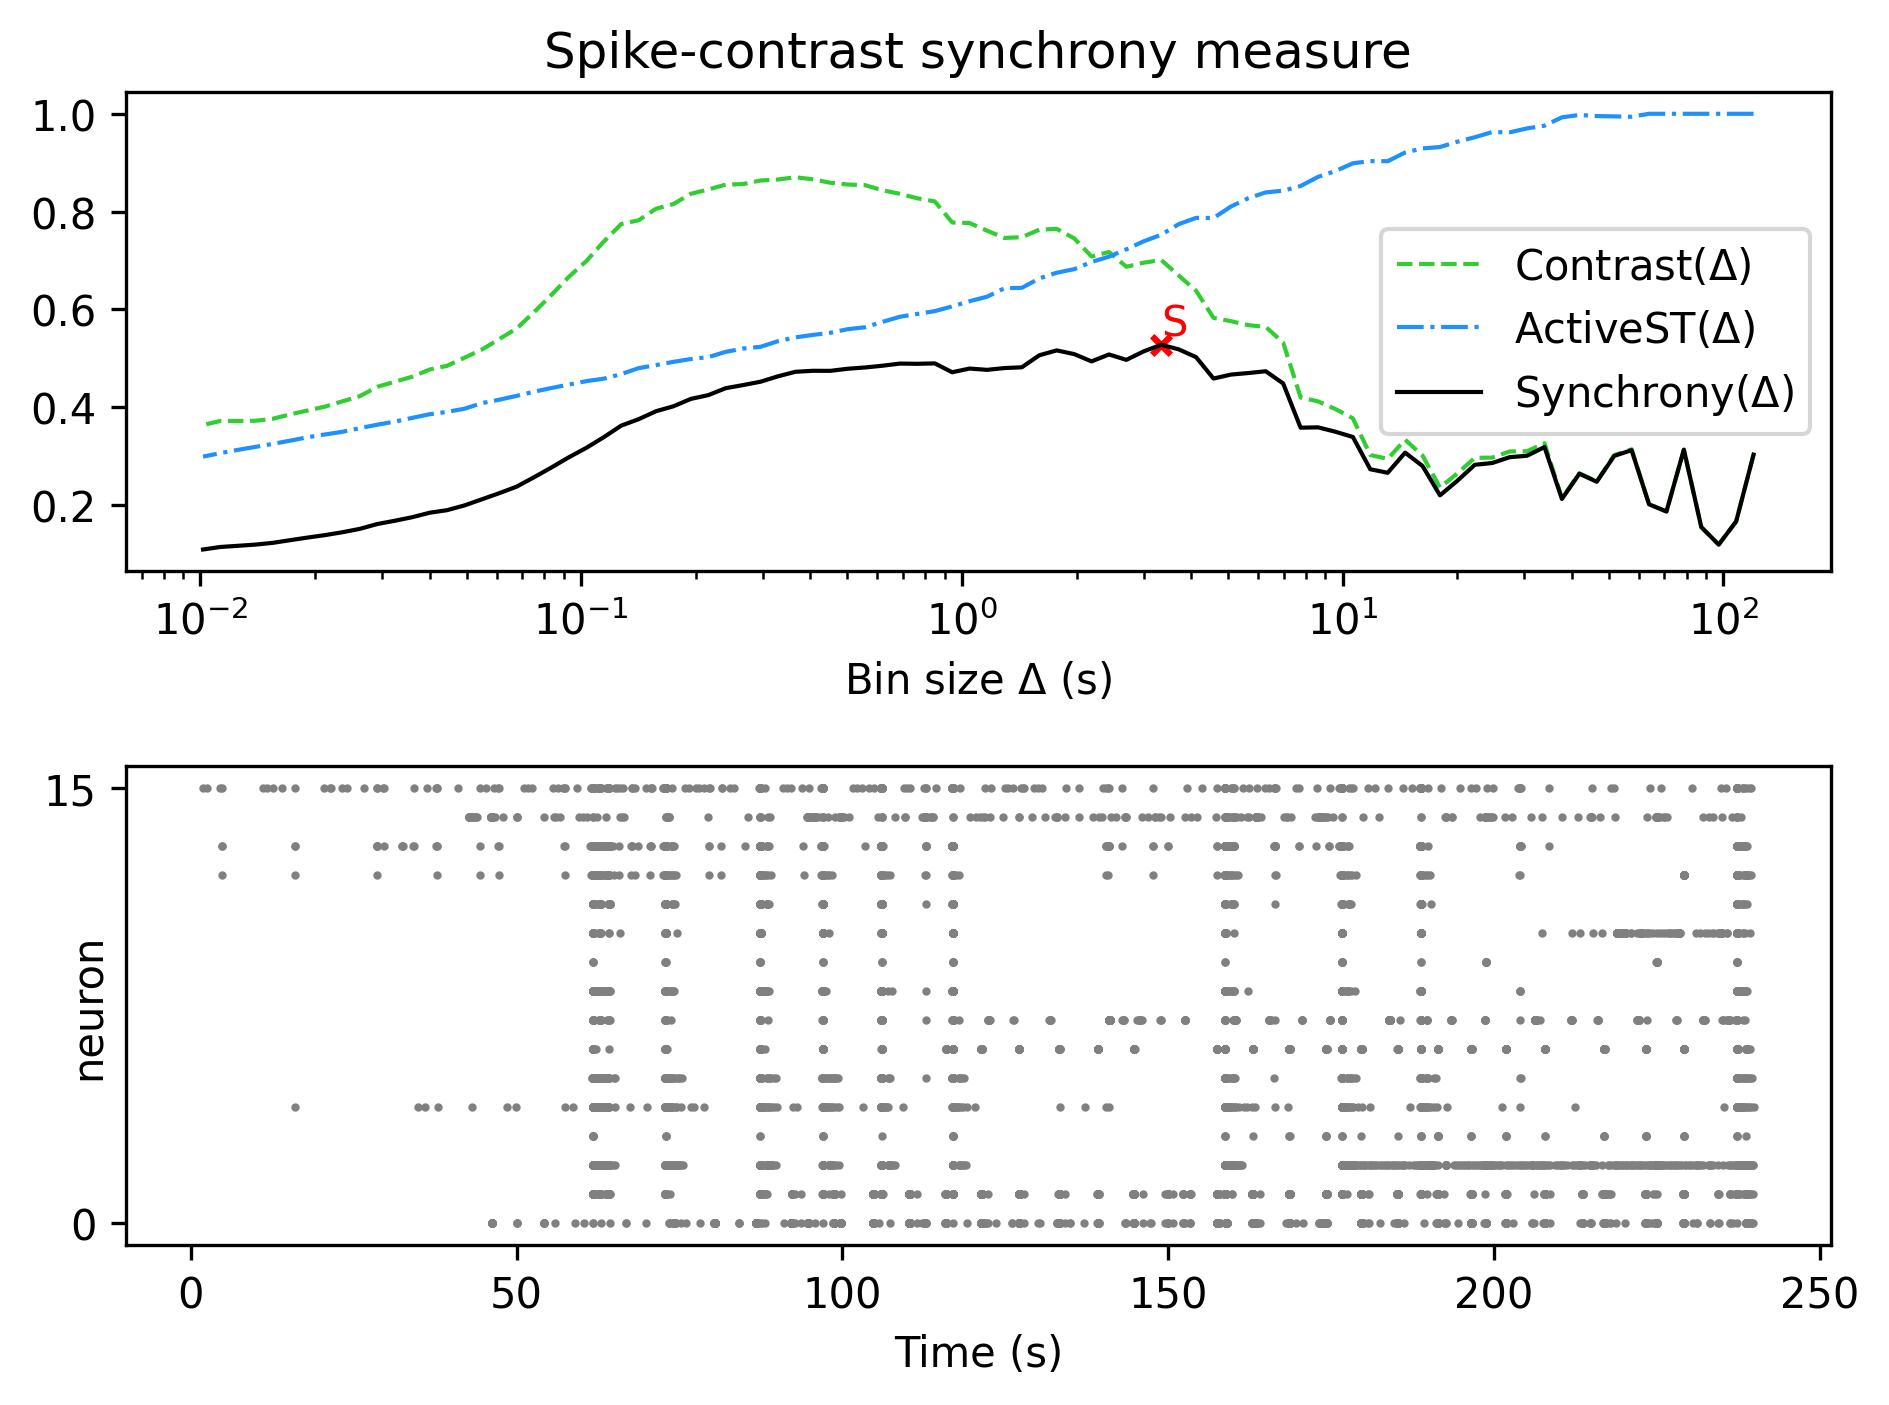 Spike-contrast synchrony measure
1.0
0.8
0.6
0.4
0.2
S
Contrast(Δ)
ActiveST(Δ)
Synchrony(Δ)
10⁻² 10⁻¹ 10⁰ 10¹ 10²
Bin size Δ (s)
15
neuron
0
0 50 100 150 200 250
Time (s)